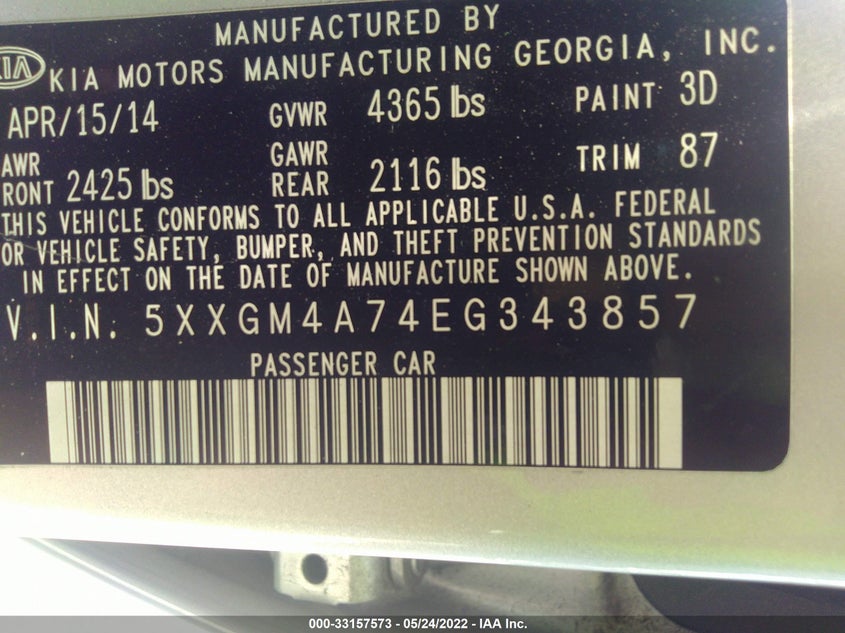 MANUFACTURED BY
KIA KIA MOTORS MANUFACTURING GEORGIA, INC.
APR/15/14 GVWR 4365 lbs PAINT 3D
AWR GAWR
RONT 2425 lbs REAR 2116 lbs TRIM 87
THIS VEHICLE CONFORMS TO ALL APPLICABLE U.S.A. FEDERAL
OR VEHICLE SAFETY, BUMPER, AND THEFT PREVENTION STANDARDS
IN EFFECT ON THE DATE OF MANUFACTURE SHOWN ABOVE.
V.I.N. 5XXGM4A74EG343857
PASSENGER CAR
000-33157573 - 05/24/2022 - IAA Inc.